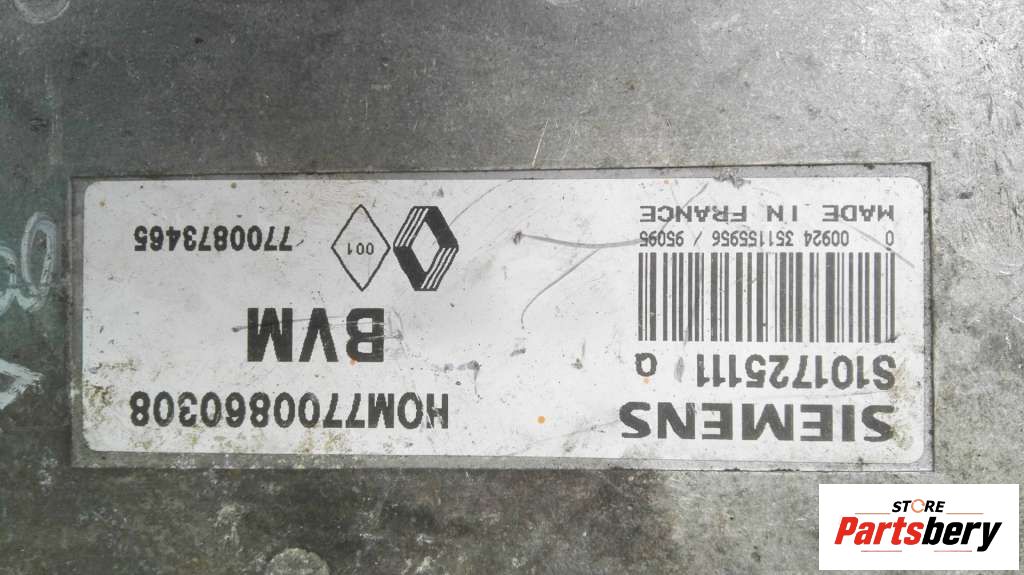 SIEMENS
S101725111 Q
0 00924 351155956 / 95095
MADE IN FRANCE
HOM7700860308
BVM
001
7700873465
STORE
Partsbery